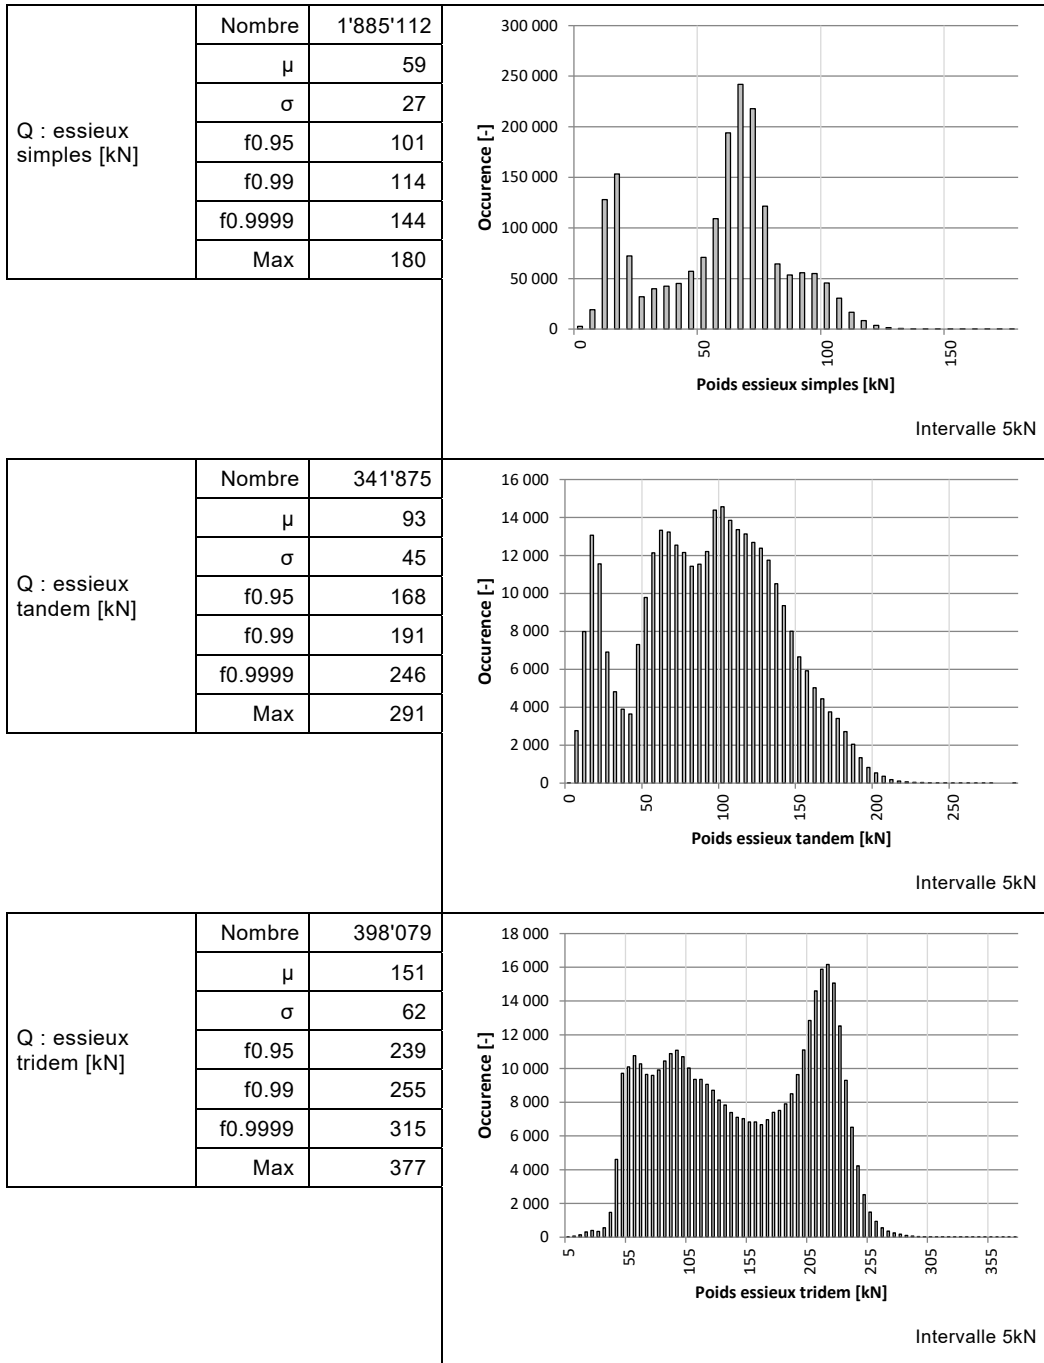 Q : essieux
simples [kN]
Nombre 1'885'112
μ 59
σ 27
f0.95 101
f0.99 114
f0.9999 144
Max 180
300 000
250 000
200 000
150 000
100 000
50 000
0
Occurence [-]
0 50 100 150
Poids essieux simples [kN]
Intervalle 5kN
Q : essieux
tandem [kN]
Nombre 341'875
μ 93
σ 45
f0.95 168
f0.99 191
f0.9999 246
Max 291
16 000
14 000
12 000
10 000
8 000
6 000
4 000
2 000
0
Occurence [-]
0 50 100 150 200 250
Poids essieux tandem [kN]
Intervalle 5kN
Q : essieux
tridem [kN]
Nombre 398'079
μ 151
σ 62
f0.95 239
f0.99 255
f0.9999 315
Max 377
18 000
16 000
14 000
12 000
10 000
8 000
6 000
4 000
2 000
0
Occurence [-]
5 55 105 155 205 255 305 355
Poids essieux tridem [kN]
Intervalle 5kN